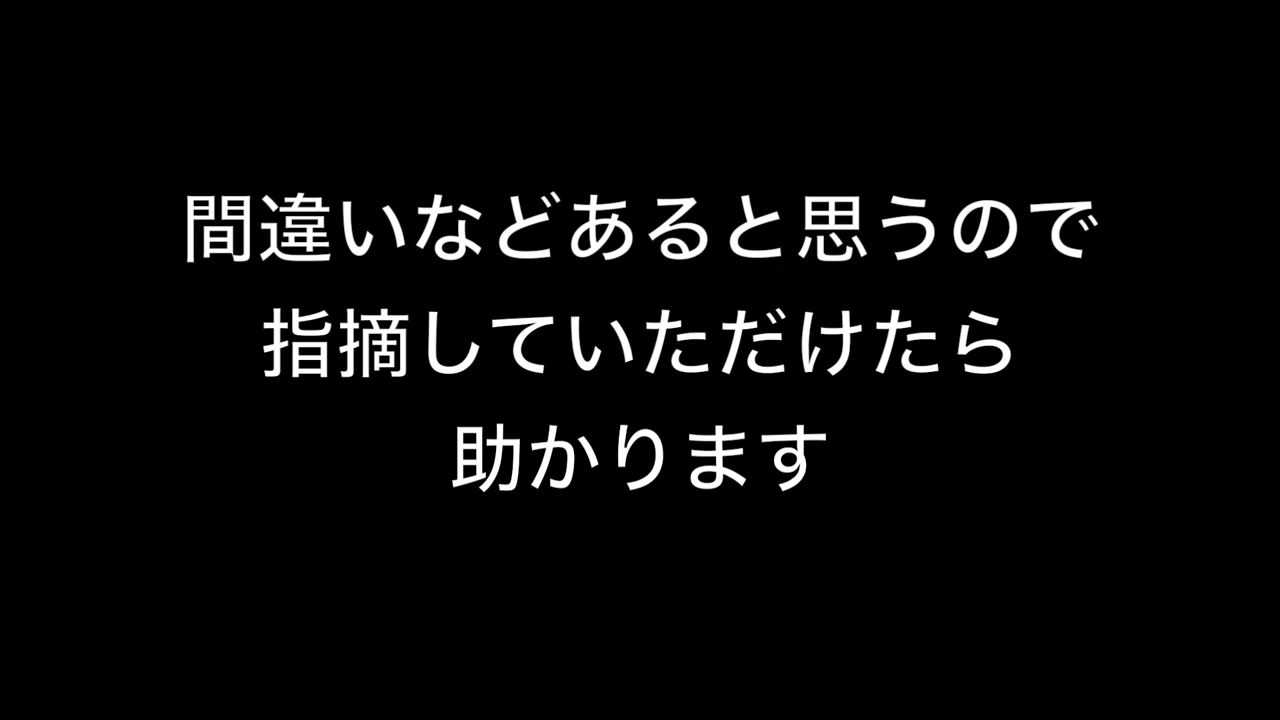 間違いなどあると思うので
指摘していただけたら
助かります